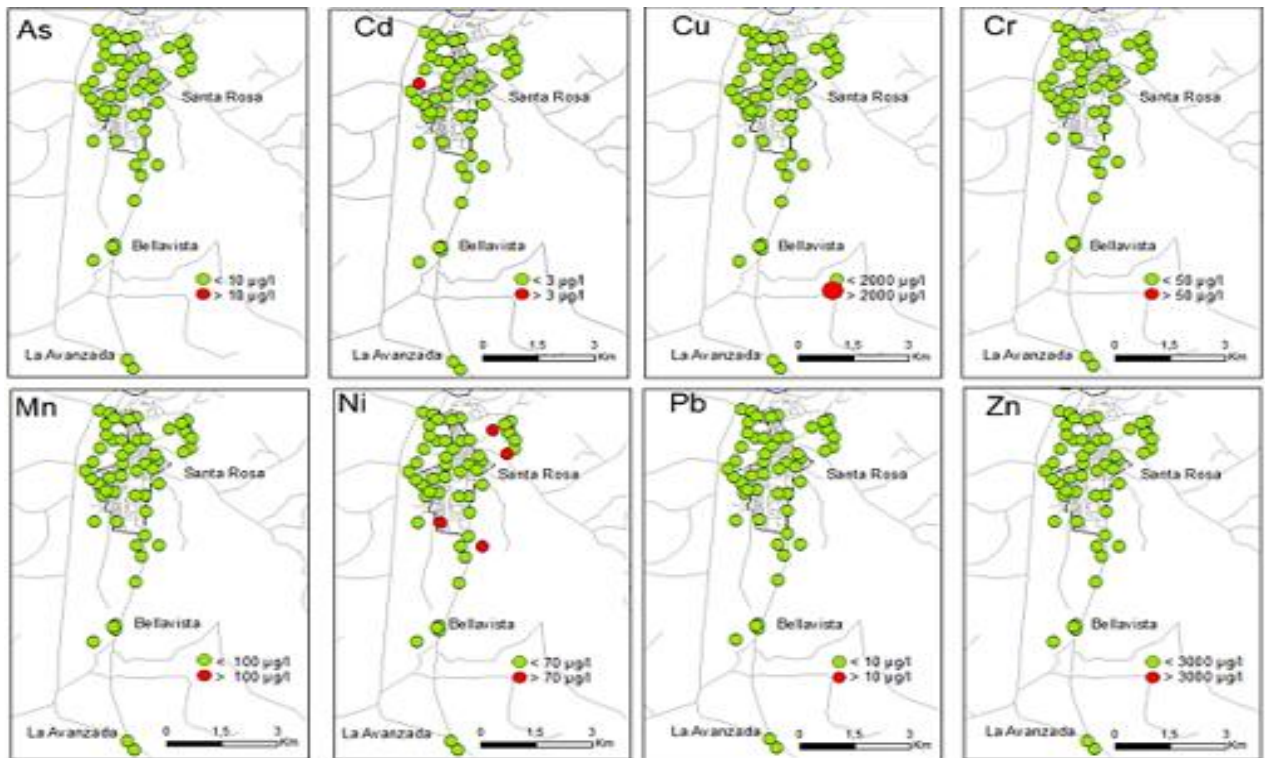 As
Santa Rosa
Bellavista
< 10 µg/l
> 10 µg/l
La Avanzada
Cd
Santa Rosa
Bellavista
< 3 µg/l
> 3 µg/l
La Avanzada
0 1,5 3
Km
Cu
Santa Rosa
Bellavista
< 2000 µg/l
> 2000 µg/l
La Avanzada
0 1,5 3
Km
Cr
Santa Rosa
Bellavista
< 50 µg/l
> 50 µg/l
La Avanzada
0 1,5 3
Km
Mn
Santa Rosa
Bellavista
< 100 µg/l
> 100 µg/l
La Avanzada
0 1,5 3
Km
Ni
Santa Rosa
Bellavista
< 70 µg/l
> 70 µg/l
La Avanzada
0 1,5 3
Km
Pb
Santa Rosa
Bellavista
< 10 µg/l
> 10 µg/l
La Avanzada
0 1,5 3
Km
Zn
Santa Rosa
Bellavista
< 3000 µg/l
> 3000 µg/l
La Avanzada
0 1,5 3
Km